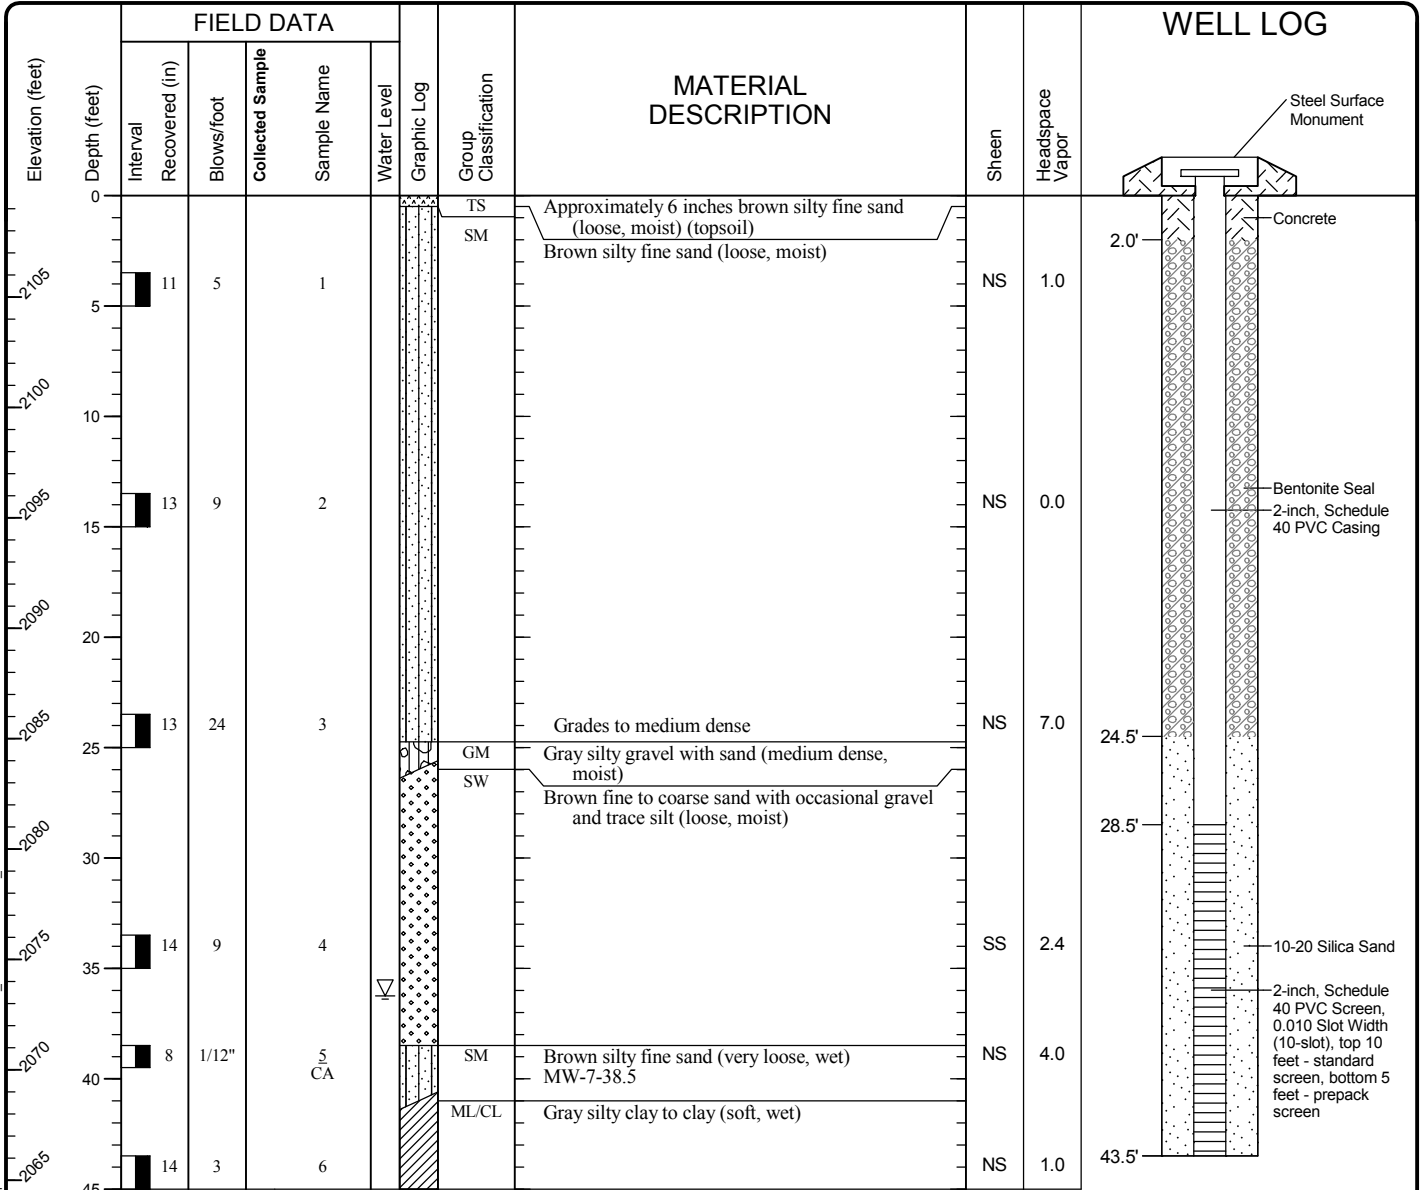 FIELD DATA
WELL LOG
Elevation (feet)
Depth (feet)
Interval
Recovered (in)
Blows/foot
Collected Sample
Sample Name
Water Level
Graphic Log
Group
Classification
MATERIAL
DESCRIPTION
Sheen
Headspace
Vapor
Steel Surface
Monument
0
TS
Approximately 6 inches brown silty fine sand
(loose, moist) (topsoil)
Concrete
SM
2.0'
Brown silty fine sand (loose, moist)
2105
11 5 1 NS 1.0
5
2100
10
2095
13 9 2 NS 0.0
Bentonite Seal
2-inch, Schedule
40 PVC Casing
15
2090
20
2085
13 24 3 Grades to medium dense NS 7.0
24.5'
25
GM
Gray silty gravel with sand (medium dense,
moist)
SW
Brown fine to coarse sand with occasional gravel
and trace silt (loose, moist)
2080
28.5'
30
2075
14 9 4 SS 2.4
10-20 Silica Sand
35
2-inch, Schedule
40 PVC Screen,
0.010 Slot Width
(10-slot), top 10
feet - standard
screen, bottom 5
feet - prepack
screen
2070
8 1/12" 5 SM Brown silty fine sand (very loose, wet) NS 4.0
CA MW-7-38.5
40
ML/CL Gray silty clay to clay (soft, wet)
43.5'
2065
14 3 6 NS 1.0
45